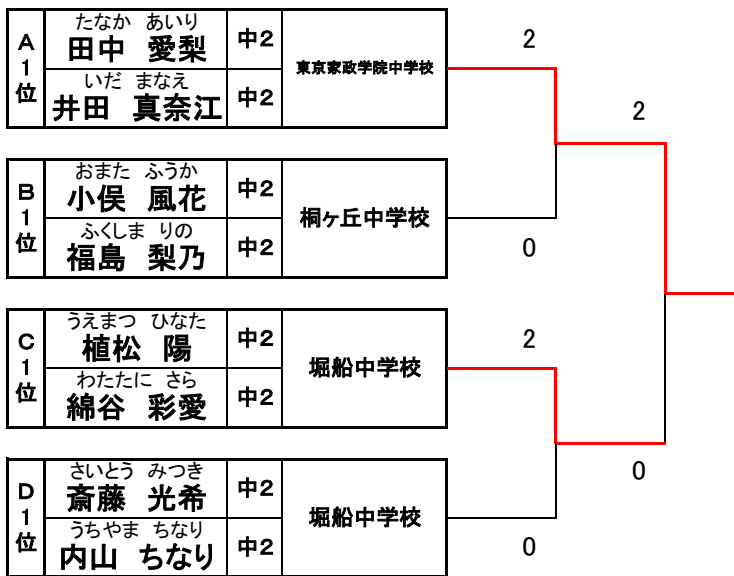 A1位
たなか あいり
田中 愛梨 中2
いだ まなえ
井田 真奈江 中2
東京家政学院中学校
2
2
B1位
おまた ふうか
小俣 風花 中2
ふくしま りの
福島 梨乃 中2
桐ヶ丘中学校
0
C1位
うえまつ ひなた
植松 陽 中2
わたたに さら
綿谷 彩愛 中2
堀船中学校
2
0
D1位
さいとう みつき
斎藤 光希 中2
うちやま ちなり
内山 ちなり 中2
堀船中学校
0